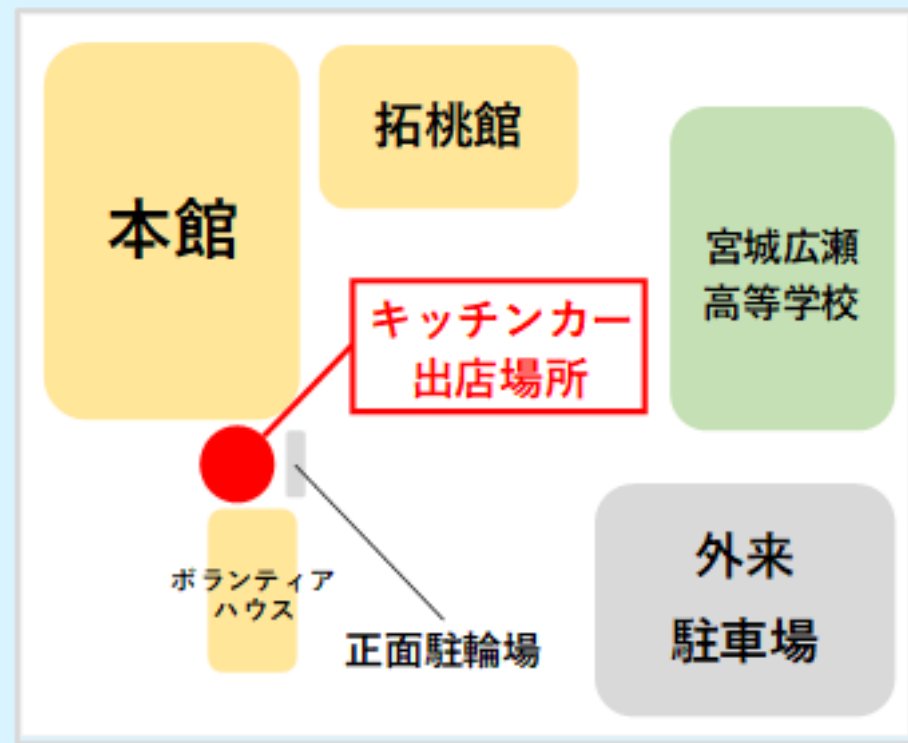 拓桃館
本館
宮城広瀬
高等学校
キッチンカー
出店場所
ボランティア
ハウス
正面駐輪場
外来
駐車場